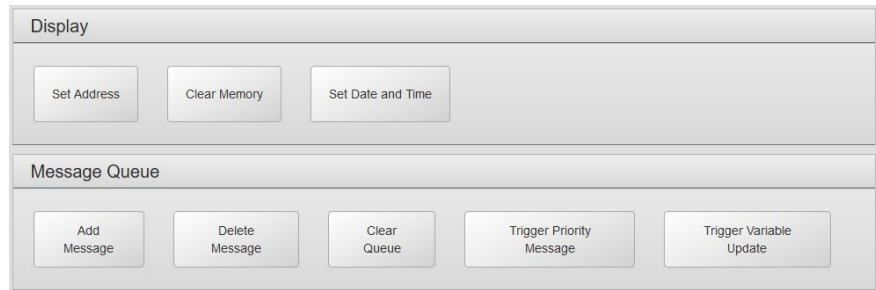 Display
Set Address
Clear Memory
Set Date and Time
Message Queue
Add
Message
Delete
Message
Clear
Queue
Trigger Priority
Message
Trigger Variable
Update